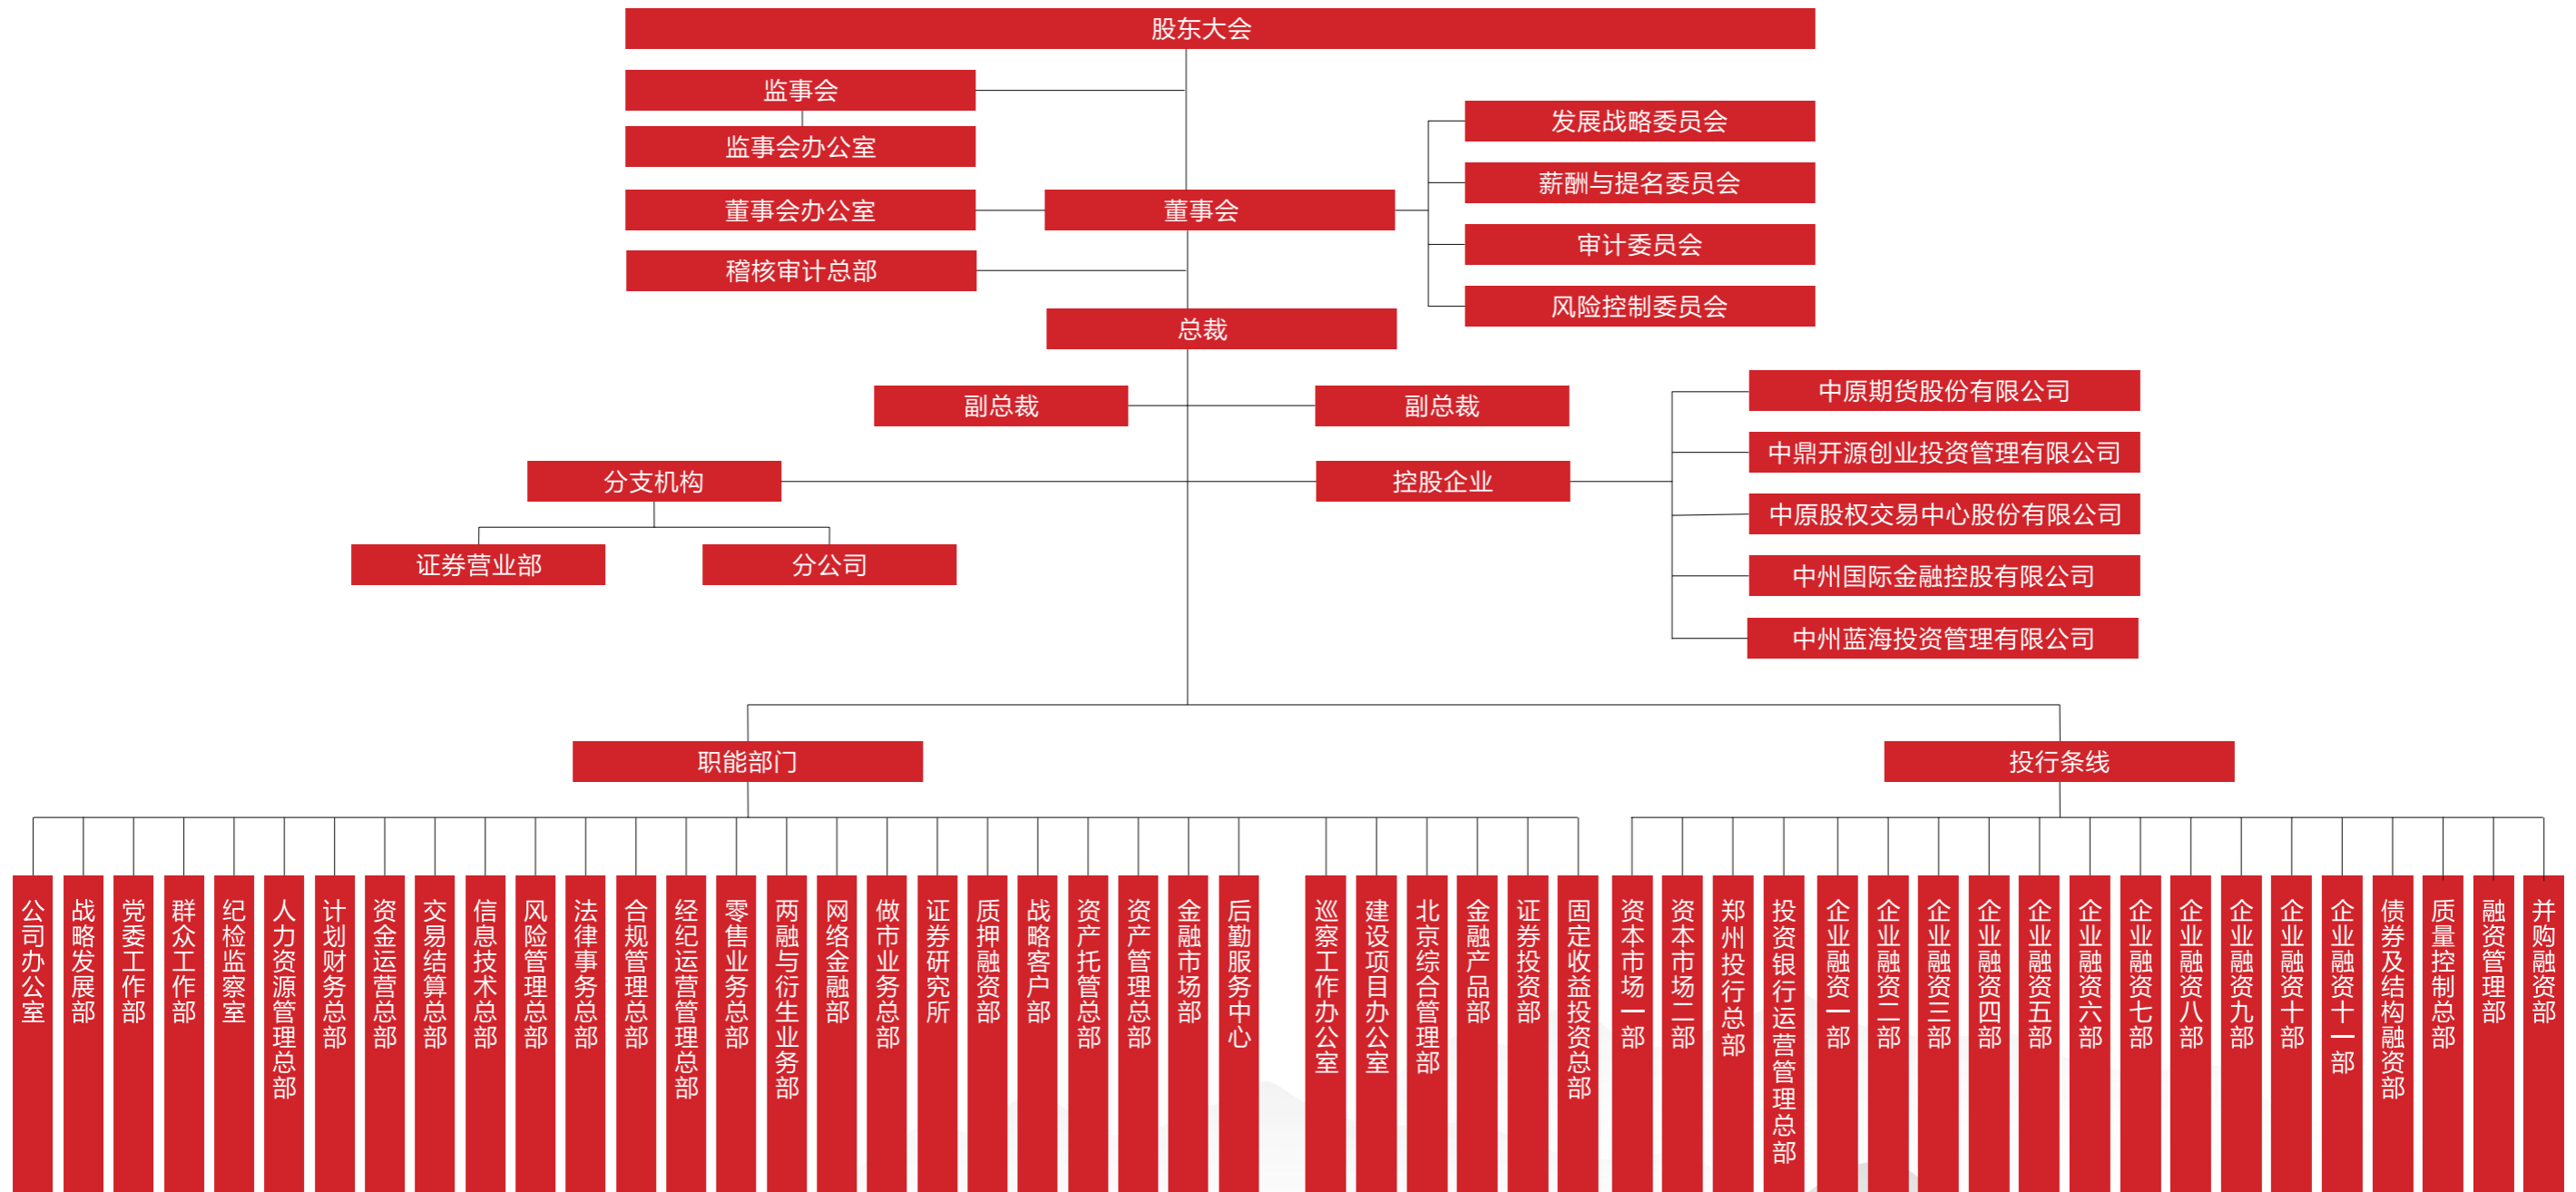 股东大会
监事会
监事会办公室
发展战略委员会
薪酬与提名委员会
董事会办公室
董事会
审计委员会
稽核审计总部
风险控制委员会
总裁
副总裁
副总裁
中原期货股份有限公司
中鼎开源创业投资管理有限公司
分支机构
控股企业
中原股权交易中心股份有限公司
证券营业部
分公司
中州国际金融控股有限公司
中州蓝海投资管理有限公司
职能部门
投行条线
公司办公室
战略发展部
党委工作部
群众工作部
纪检监察室
人力资源管理总部
计划财务总部
资金运营总部
交易结算总部
信息技术总部
风险管理总部
法律事务总部
合规管理总部
经纪运营管理总部
零售业务总部
两融与衍生业务部
网络金融部
做市业务总部
证券研究所
质押融资部
战略客户部
资产托管总部
资产管理总部
金融市场部
后勤服务中心
巡察工作办公室
建设项目办公室
北京综合管理部
金融产品部
证券投资部
固定收益投资总部
资本市场一部
资本市场二部
郑州投行总部
投资银行运营管理总部
企业融资一部
企业融资二部
企业融资三部
企业融资四部
企业融资五部
企业融资六部
企业融资七部
企业融资八部
企业融资九部
企业融资十部
企业融资十一部
债券及结构融资部
质量控制总部
融资管理部
并购融资部